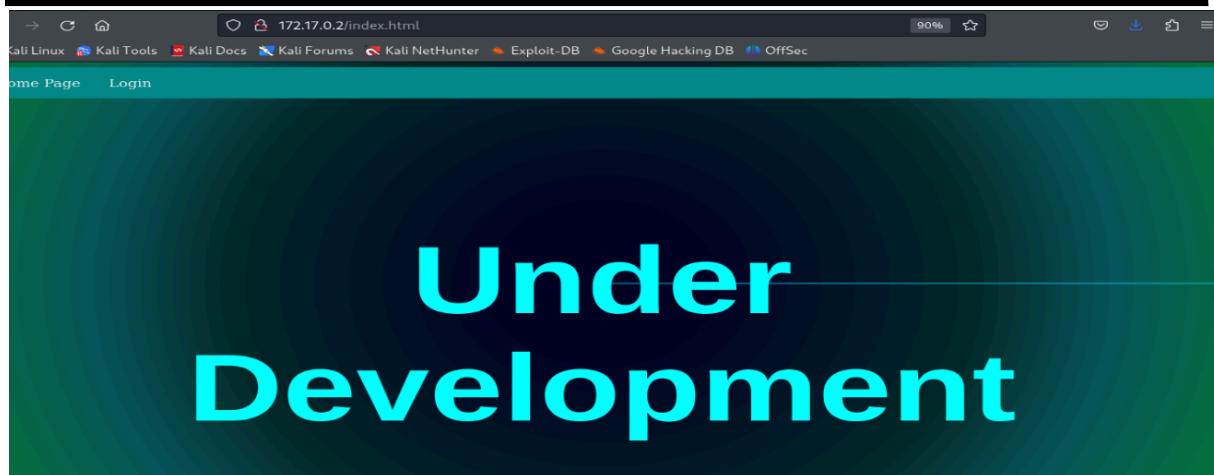 172.17.0.2/index.html 90%
Kali Linux Kali Tools Kali Docs Kali Forums Kali NetHunter Exploit-DB Google Hacking DB OffSec
ome Page Login
Under
Development